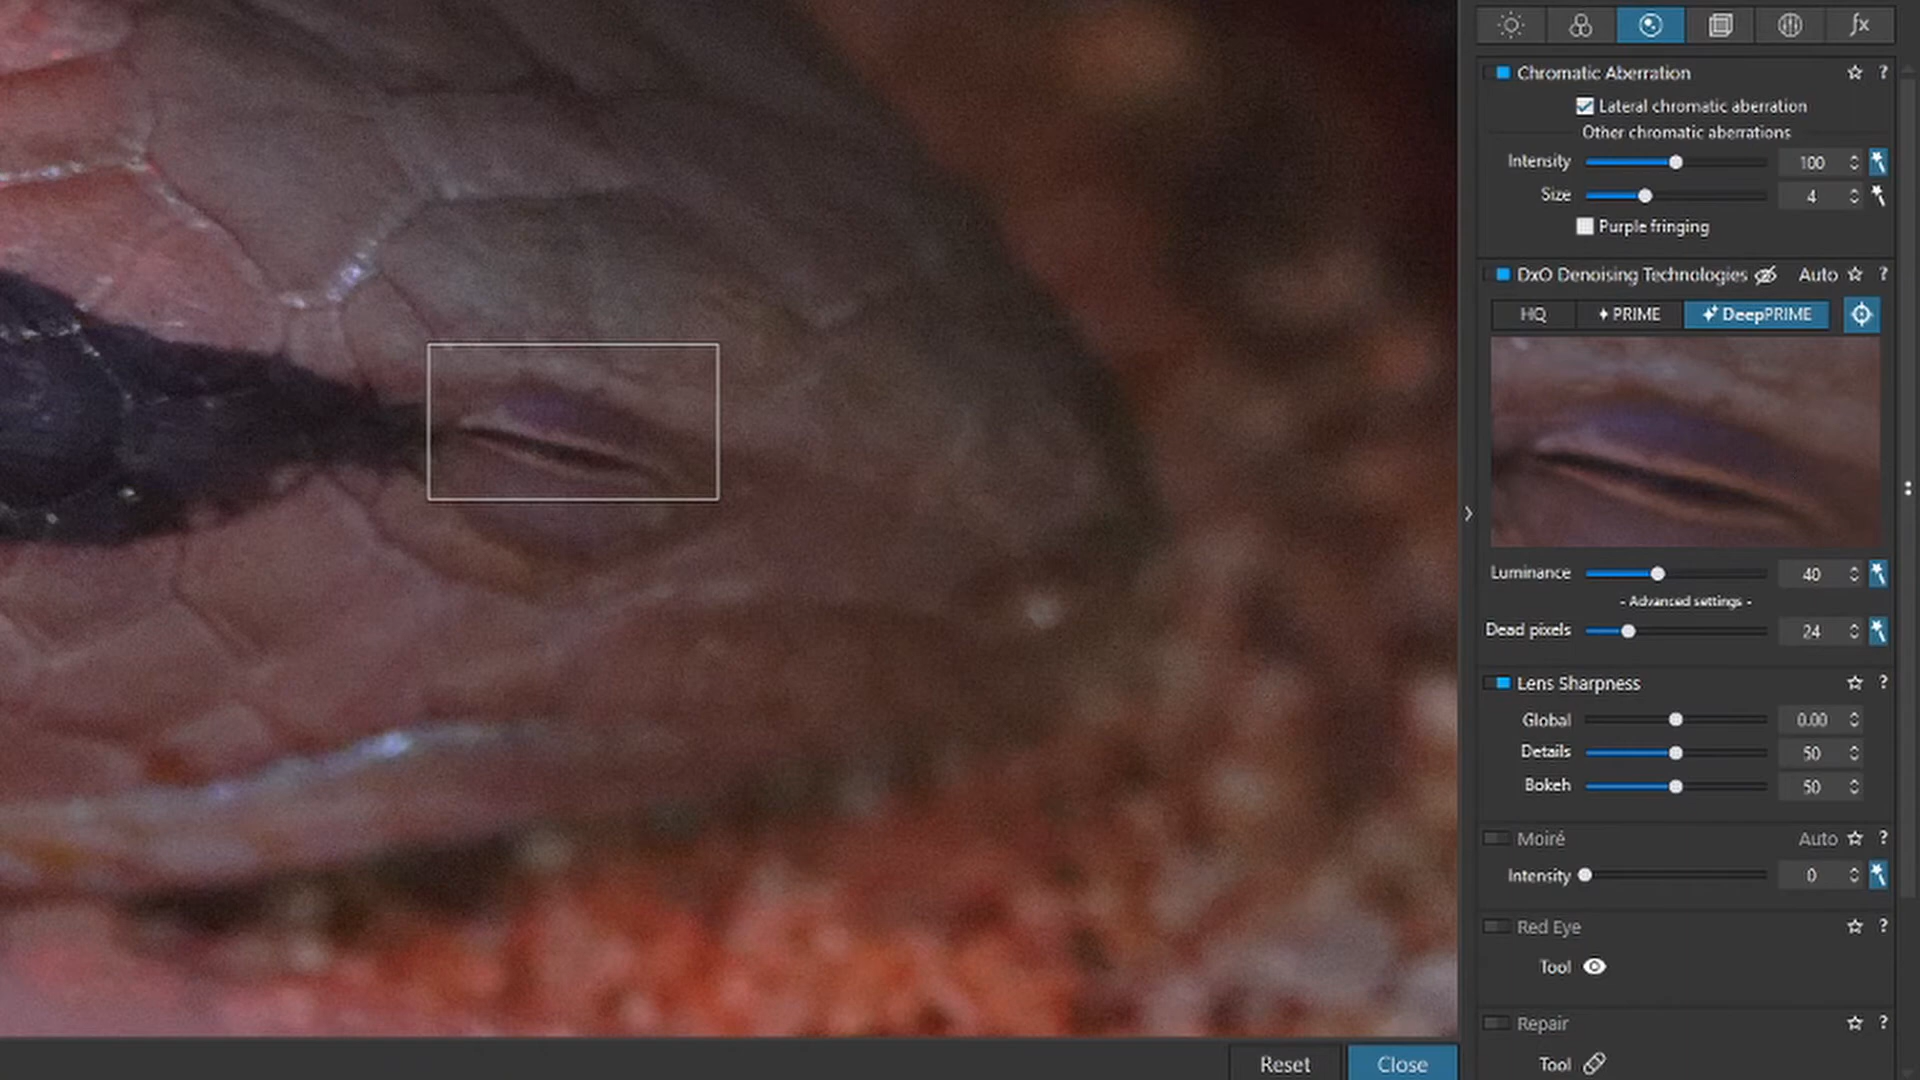 fx
Chromatic Aberration ?
Lateral chromatic aberration
Other chromatic aberrations
Intensity 100
Size 4
Purple fringing
DxO Denoising Technologies Auto ?
HQ PRIME DeepPRIME
Luminance 40
- Advanced settings -
Dead pixels 24
Lens Sharpness ?
Global 0.00
Details 50
Bokeh 50
Moiré Auto ?
Intensity 0
Red Eye ?
Tool
Repair ?
Tool
Reset Close